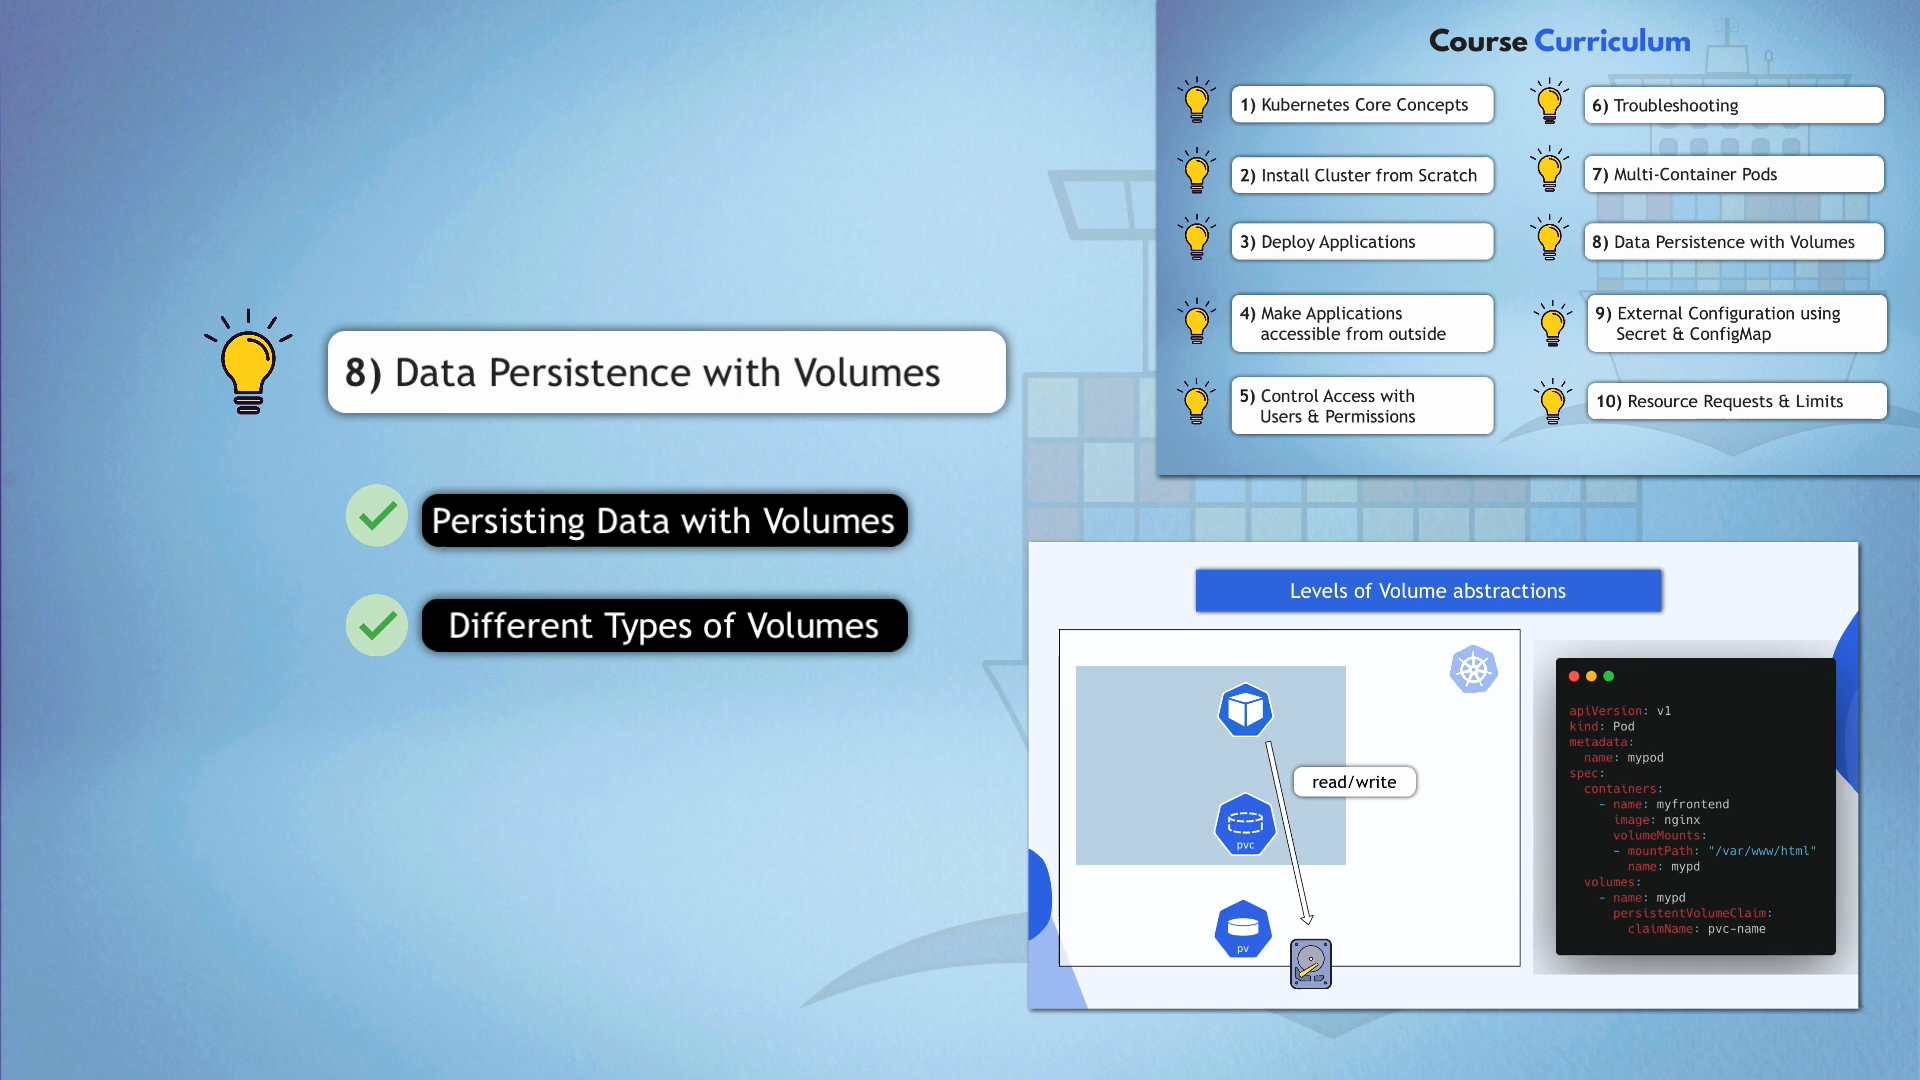 8) Data Persistence with Volumes
Persisting Data with Volumes
Different Types of Volumes
Course Curriculum
1) Kubernetes Core Concepts
2) Install Cluster from Scratch
3) Deploy Applications
4) Make Applications
accessible from outside
5) Control Access with
Users & Permissions
6) Troubleshooting
7) Multi-Container Pods
8) Data Persistence with Volumes
9) External Configuration using
Secret & ConfigMap
10) Resource Requests & Limits
Levels of Volume abstractions
read/write
pvc
pv
apiVersion: v1
kind: Pod
metadata:
  name: mypod
spec:
  containers:
    - name: myfrontend
      image: nginx
      volumeMounts:
      - mountPath: "/var/www/html"
        name: mypd
  volumes:
    - name: mypd
      persistentVolumeClaim:
        claimName: pvc-name